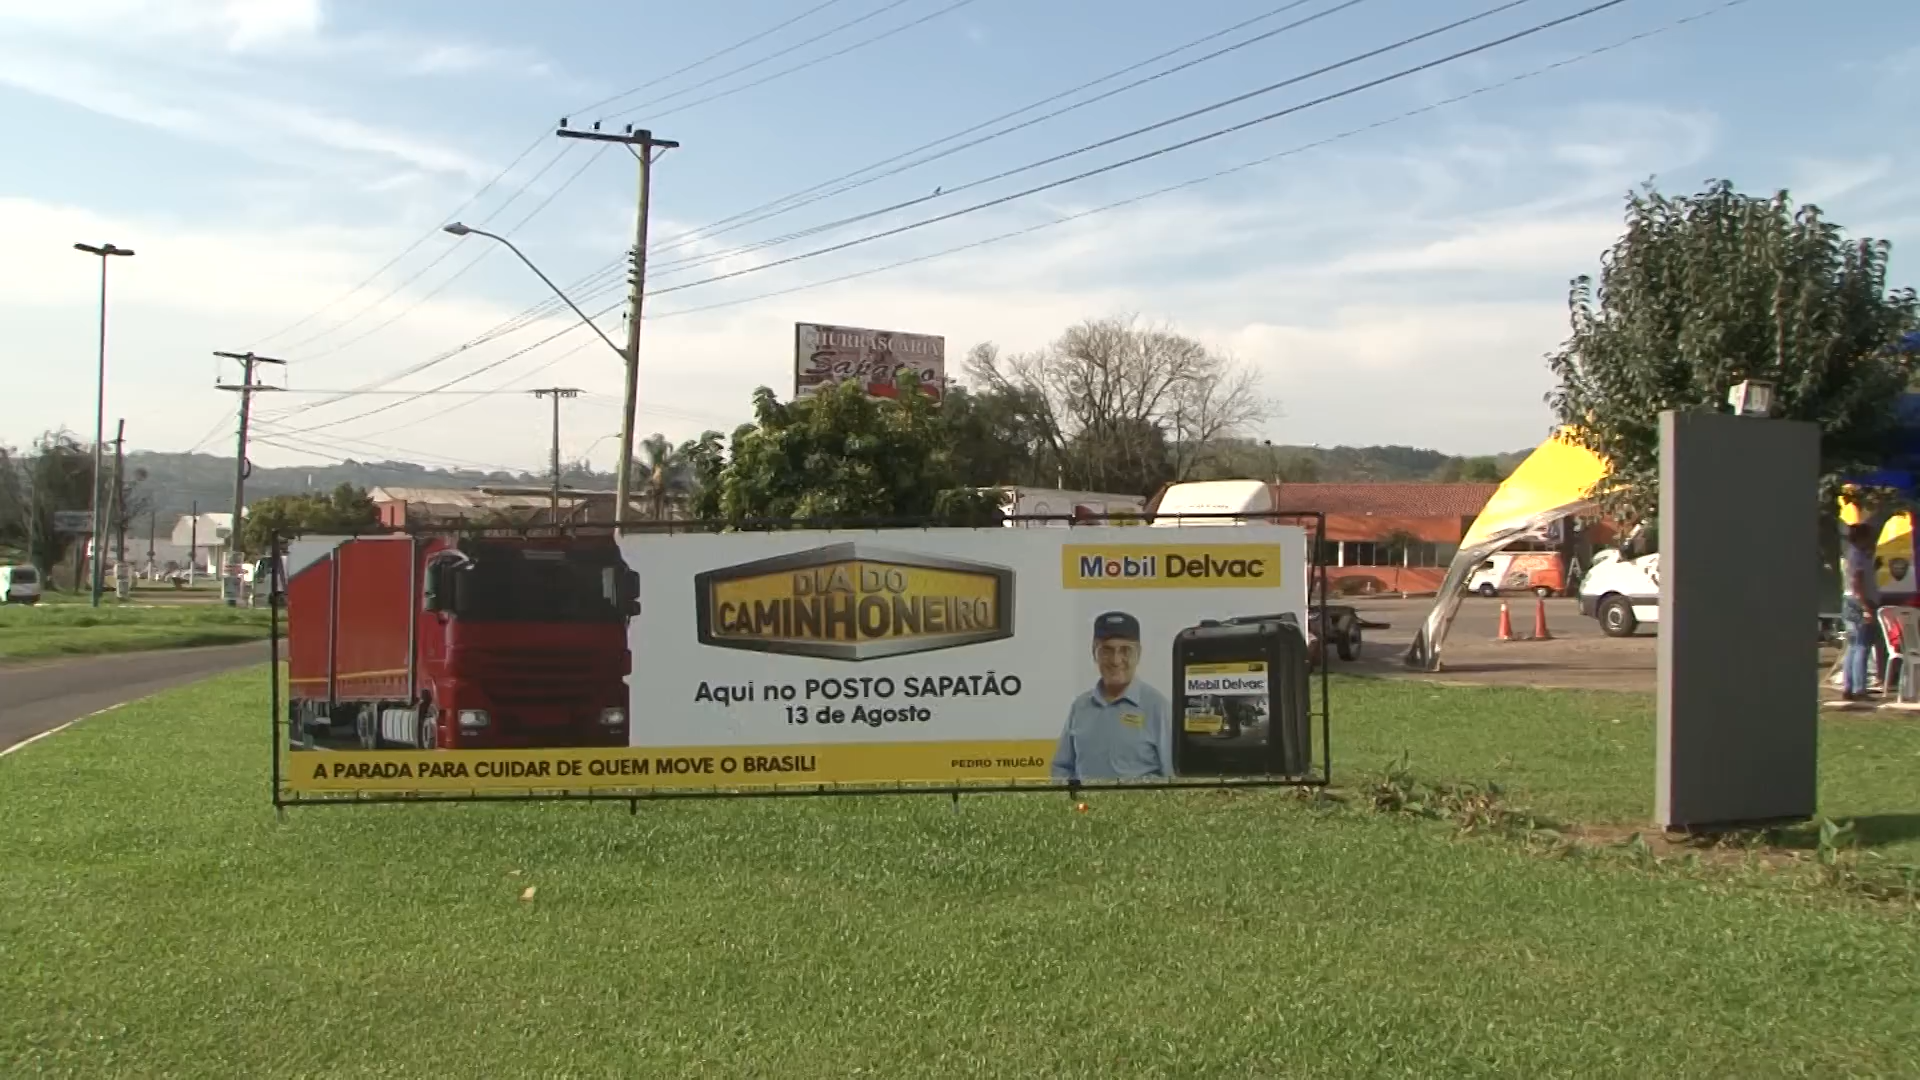 CHURRASCARIA
Sapatão
DIA DO
CAMINHONEIRO
Mobil Delvac
Aqui no POSTO SAPATÃO
13 de Agosto
Mobil Delvac
A PARADA PARA CUIDAR DE QUEM MOVE O BRASIL!
PEDRO TRUCÃO